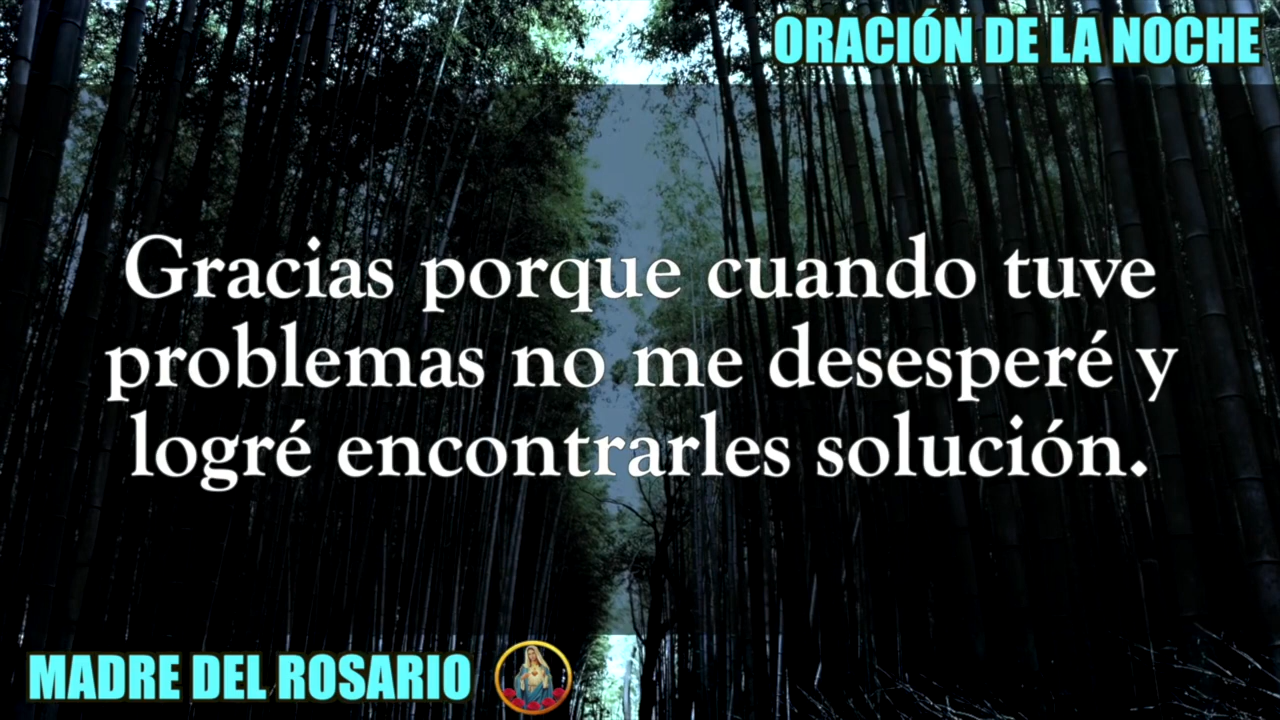 ORACIÓN DE LA NOCHE
Gracias porque cuando tuve
problemas no me desesperé y
logré encontrarles solución.
MADRE DEL ROSARIO